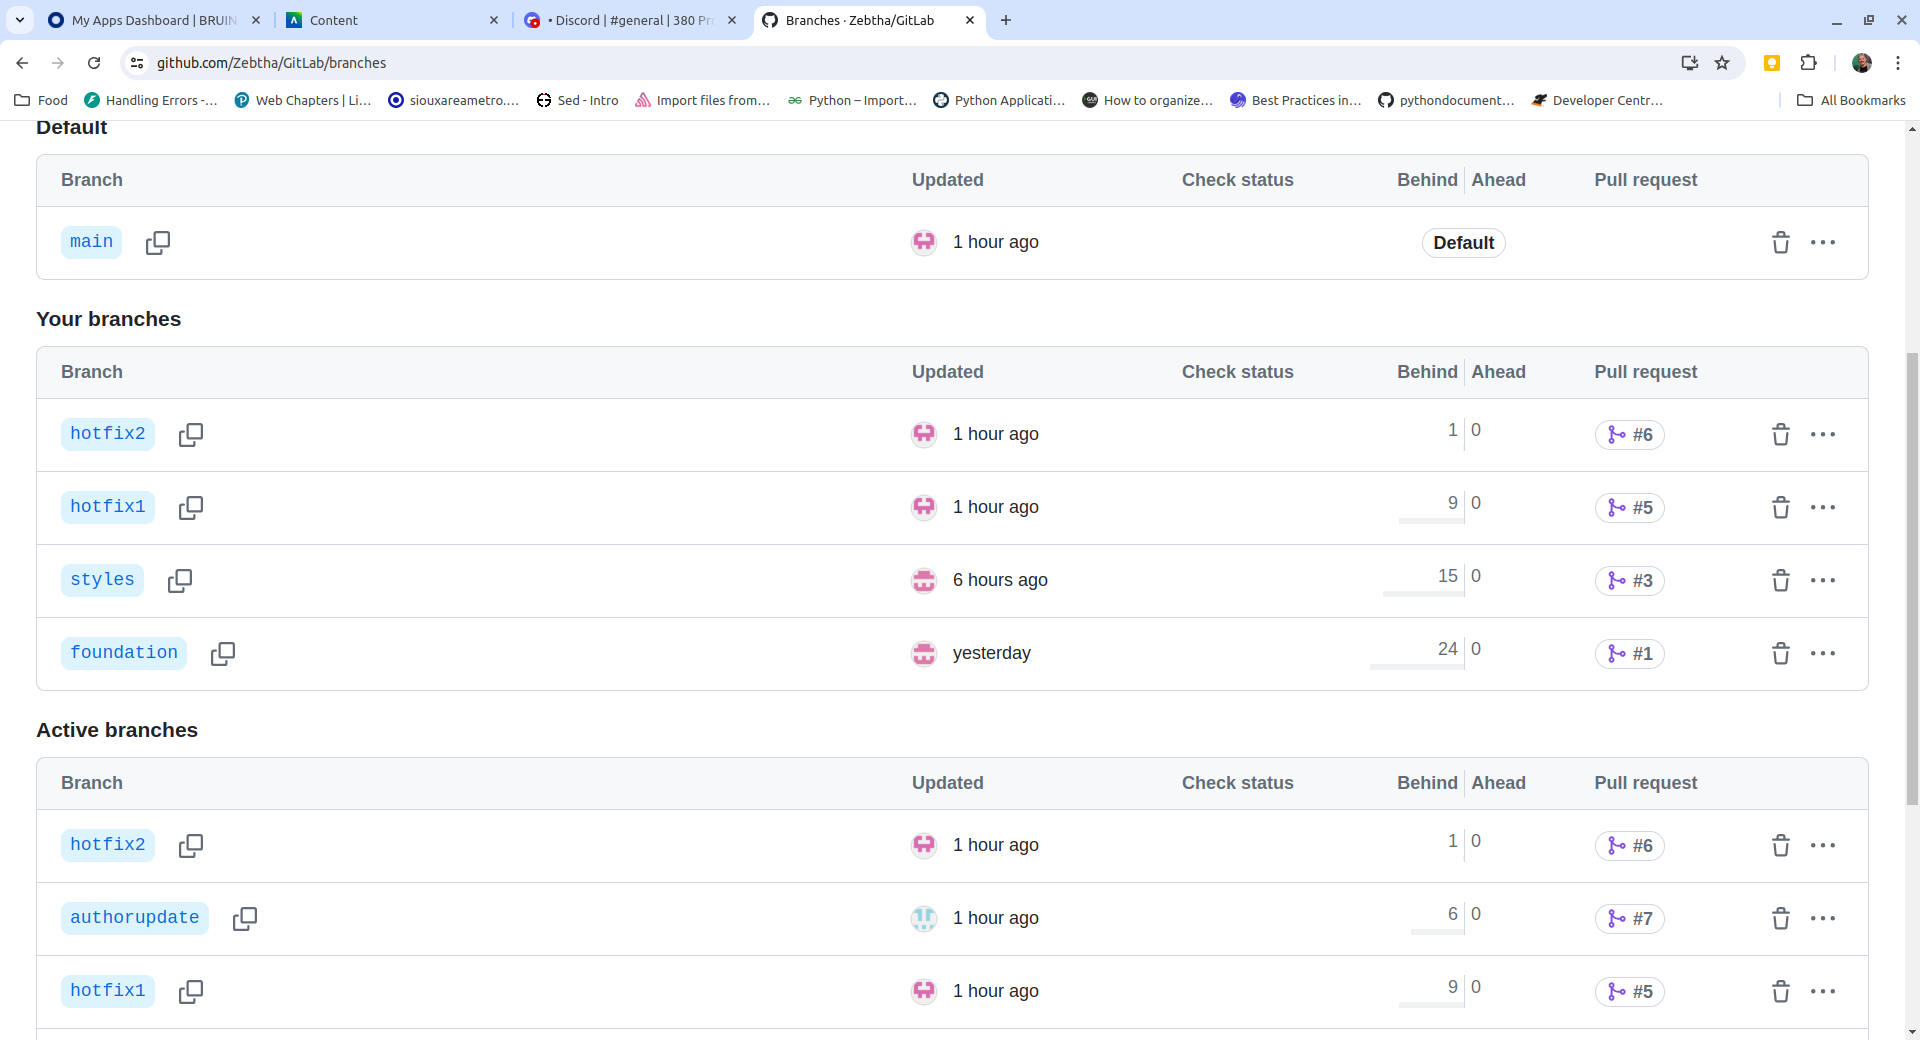 My Apps Dashboard | BRUIN
Content
• Discord | #general | 380 Pr
Branches · Zebtha/GitLab
github.com/Zebtha/GitLab/branches
Food
Handling Errors -...
Web Chapters | Li...
siouxareametro....
Sed - Intro
Import files from...
Python – Import...
Python Applicati...
How to organize...
Best Practices in...
pythondocument...
Developer Centr...
All Bookmarks
Default
Branch Updated Check status Behind Ahead Pull request
main 1 hour ago Default
Your branches
Branch Updated Check status Behind Ahead Pull request
hotfix2 1 hour ago 1 0 #6
hotfix1 1 hour ago 9 0 #5
styles 6 hours ago 15 0 #3
foundation yesterday 24 0 #1
Active branches
Branch Updated Check status Behind Ahead Pull request
hotfix2 1 hour ago 1 0 #6
authorupdate 1 hour ago 6 0 #7
hotfix1 1 hour ago 9 0 #5